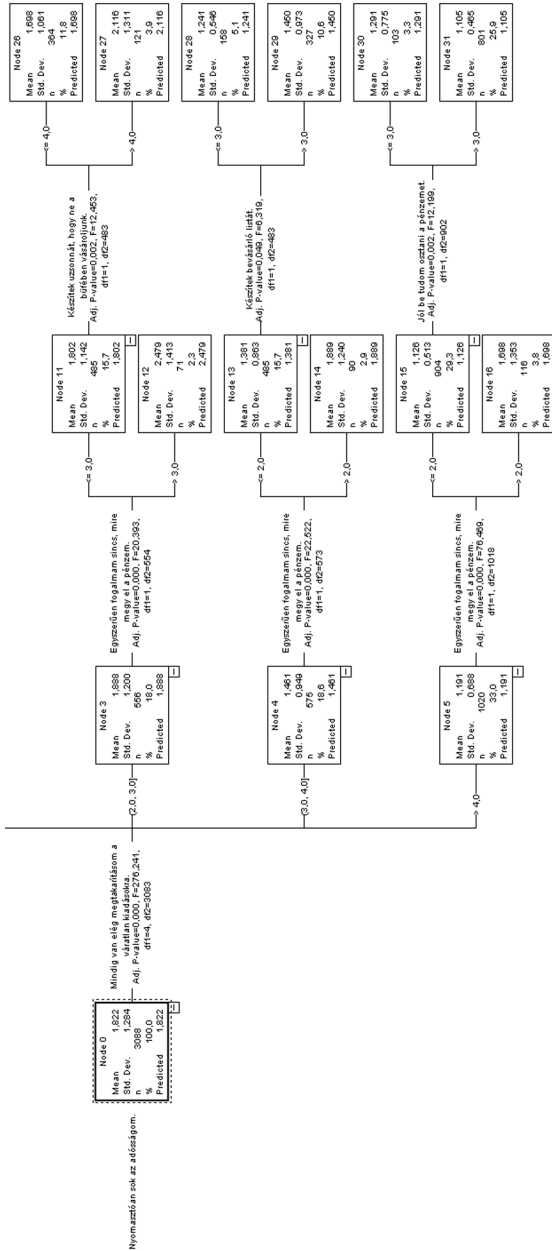 Nyomasztóan sok az adósságom.
Node 0
Mean 1,822
Std. Dev. 1,284
n 3088
% 100,0
Predicted 1,822
Mindig van elég megtakarításom a
váratlan kiadásokra.
Adj. P-value=0,000, F=276,241,
df1=4, df2=3083
(2,0, 3,0]
Node 3
Mean 1,888
Std. Dev. 1,200
n 556
% 18,0
Predicted 1,888
Egyszerűen fogalmam sincs, mire
megy el a pénzem.
Adj. P-value=0,000, F=20,393,
df1=1, df2=554
<= 3,0
Node 11
Mean 1,802
Std. Dev. 1,142
n 485
% 15,7
Predicted 1,802
Készítek uzsonnát, hogy ne a
büfében vásároljunk.
Adj. P-value=0,002, F=12,453,
df1=1, df2=483
<= 4,0
Node 26
Mean 1,698
Std. Dev. 1,061
n 364
% 11,8
Predicted 1,698
> 4,0
Node 27
Mean 2,116
Std. Dev. 1,311
n 121
% 3,9
Predicted 2,116
> 3,0
Node 12
Mean 2,479
Std. Dev. 1,413
n 71
% 2,3
Predicted 2,479
(3,0, 4,0]
Node 4
Mean 1,461
Std. Dev. 0,949
n 575
% 18,6
Predicted 1,461
Egyszerűen fogalmam sincs, mire
megy el a pénzem.
Adj. P-value=0,000, F=22,522,
df1=1, df2=573
<= 2,0
Node 13
Mean 1,381
Std. Dev. 0,863
n 485
% 15,7
Predicted 1,381
Készítek bevásárló listát.
Adj. P-value=0,049, F=6,319,
df1=1, df2=483
<= 3,0
Node 28
Mean 1,241
Std. Dev. 0,546
n 158
% 5,1
Predicted 1,241
> 3,0
Node 29
Mean 1,450
Std. Dev. 0,973
n 327
% 10,6
Predicted 1,450
> 2,0
Node 14
Mean 1,889
Std. Dev. 1,240
n 90
% 2,9
Predicted 1,889
> 4,0
Node 5
Mean 1,191
Std. Dev. 0,688
n 1020
% 33,0
Predicted 1,191
Egyszerűen fogalmam sincs, mire
megy el a pénzem.
Adj. P-value=0,000, F=76,469,
df1=1, df2=1018
<= 2,0
Node 15
Mean 1,126
Std. Dev. 0,513
n 904
% 29,3
Predicted 1,126
Jól be tudom osztani a pénzemet.
Adj. P-value=0,002, F=12,199,
df1=1, df2=902
<= 3,0
Node 30
Mean 1,291
Std. Dev. 0,775
n 103
% 3,3
Predicted 1,291
> 3,0
Node 31
Mean 1,105
Std. Dev. 0,465
n 801
% 25,9
Predicted 1,105
> 2,0
Node 16
Mean 1,698
Std. Dev. 1,353
n 116
% 3,8
Predicted 1,698